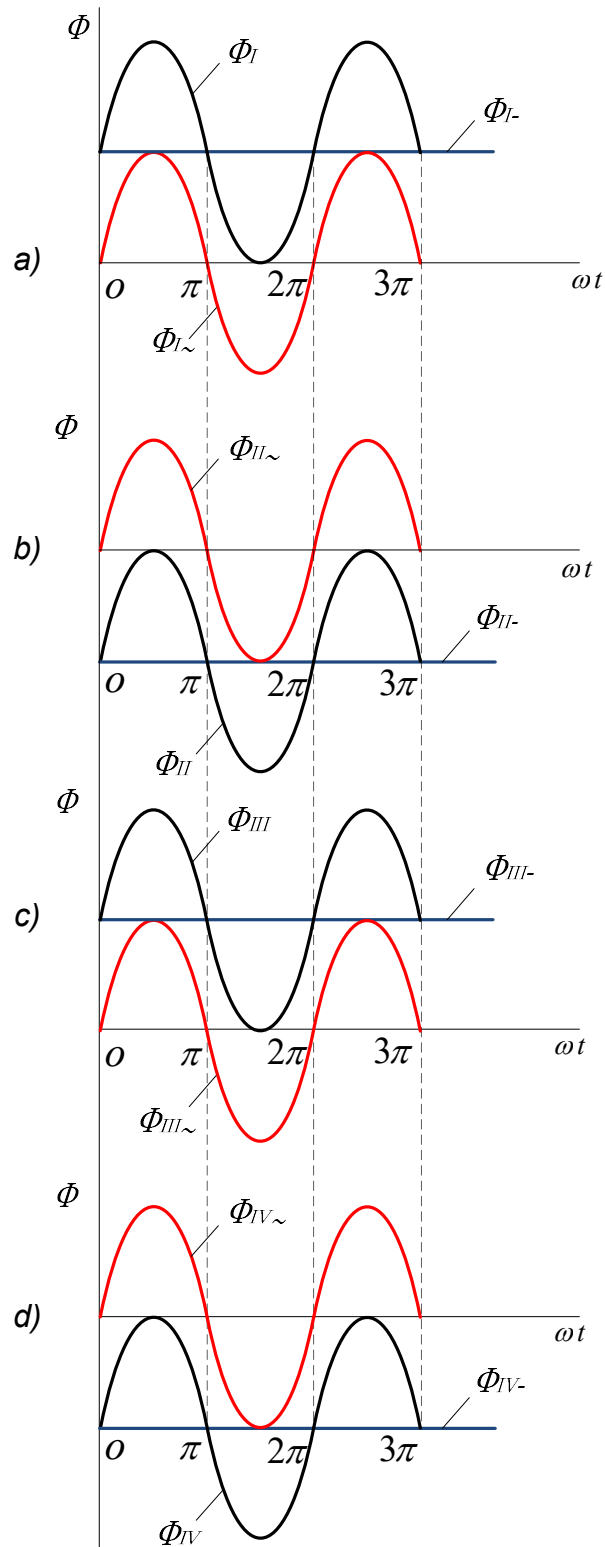 Φ
Φ_I
Φ_I-
a)
o π 2π 3π ωt
Φ_I~
Φ
Φ_II~
b)
ωt
Φ_II-
o π 2π 3π
Φ_II
Φ
Φ_III
Φ_III-
c)
o π 2π 3π ωt
Φ_III~
Φ
Φ_IV~
d)
ωt
Φ_IV-
o π 2π 3π
Φ_IV